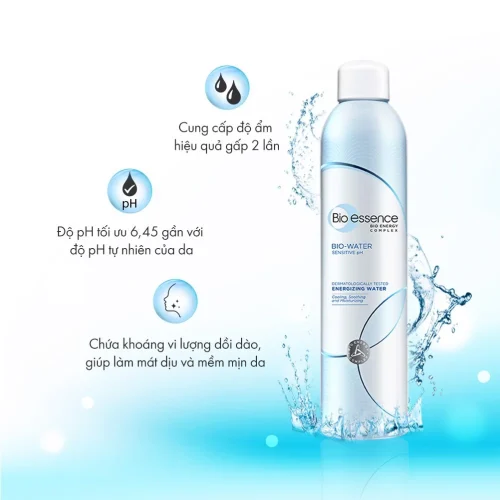 Cung cấp độ ẩm
hiệu quả gấp 2 lần
pH
Độ pH tối ưu 6,45 gần với
độ pH tự nhiên của da
Chứa khoáng vi lượng dồi dào,
giúp làm mát dịu và mềm mịn da
Bio essence
BIO ENERGY
COMPLEX
BIO-WATER
SENSITIVE pH
DERMATOLOGICALLY TESTED
ENERGIZING WATER
Cooling, Soothing
and Moisturizing